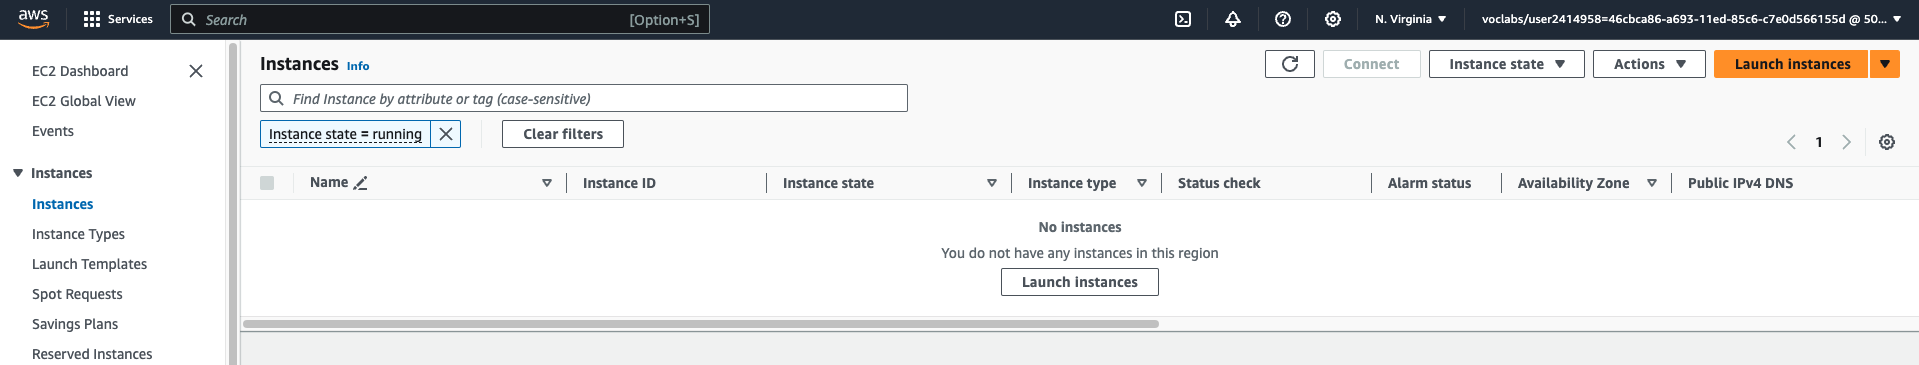 aws
Services
Search
[Option+S]
N. Virginia
voclabs/user2414958=46cbca86-a693-11ed-85c6-c7e0d566155d @ 50...
EC2 Dashboard
EC2 Global View
Events
Instances
Instances
Instance Types
Launch Templates
Spot Requests
Savings Plans
Reserved Instances
Instances Info
Connect
Instance state
Actions
Launch instances
Find Instance by attribute or tag (case-sensitive)
Instance state = running
Clear filters
1
Name
Instance ID
Instance state
Instance type
Status check
Alarm status
Availability Zone
Public IPv4 DNS
No instances
You do not have any instances in this region
Launch instances